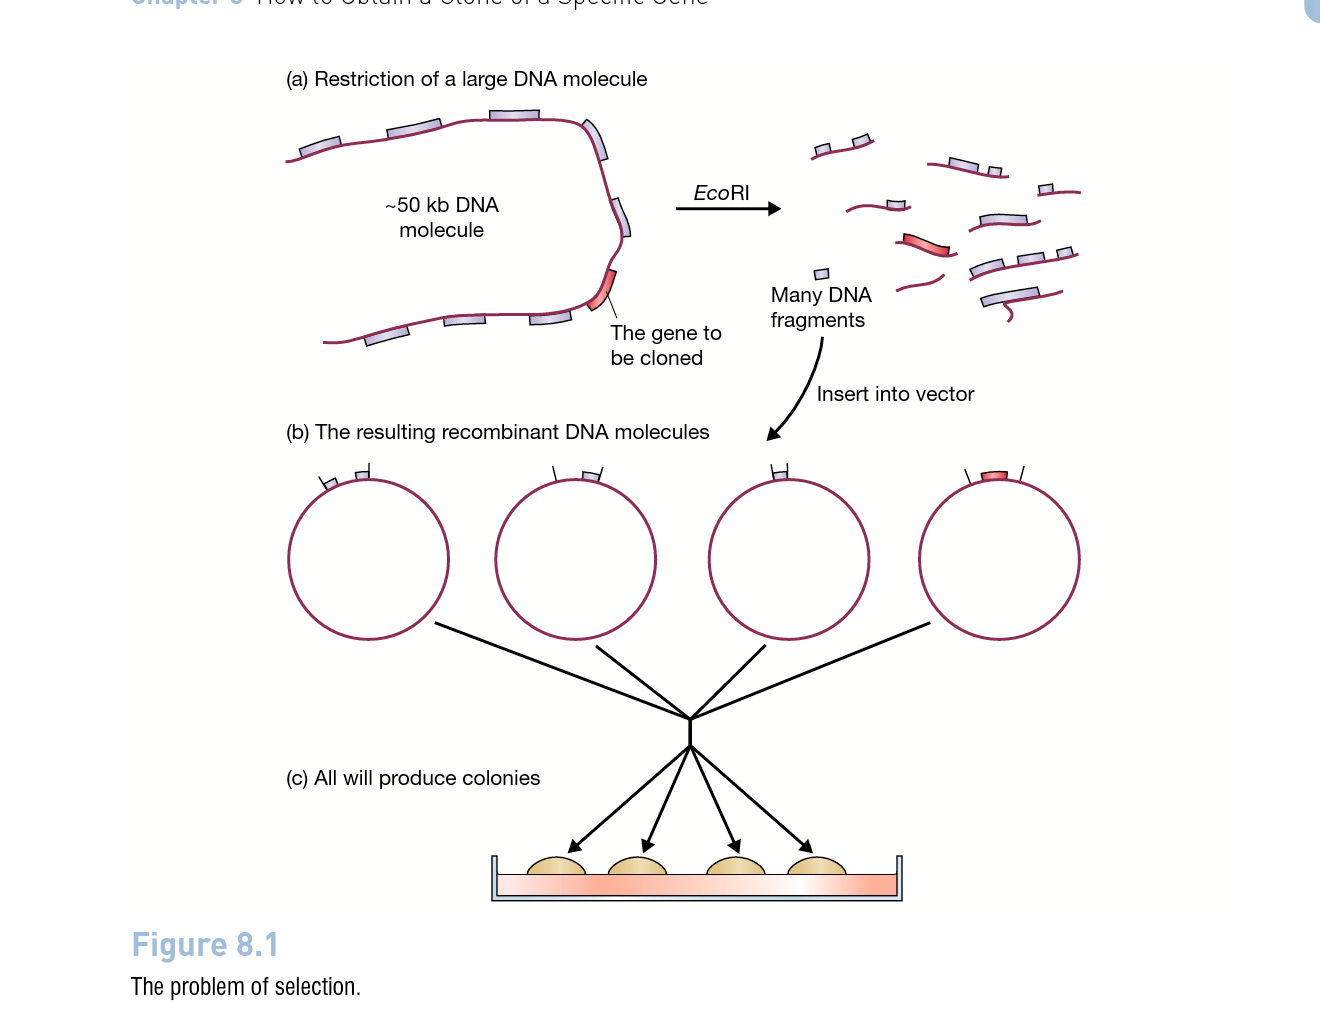 Chapter 8 How to Obtain a Clone of a Specific Gene
(a) Restriction of a large DNA molecule
~50 kb DNA
molecule
EcoRI
Many DNA
fragments
The gene to
be cloned
Insert into vector
(b) The resulting recombinant DNA molecules
(c) All will produce colonies
Figure 8.1
The problem of selection.